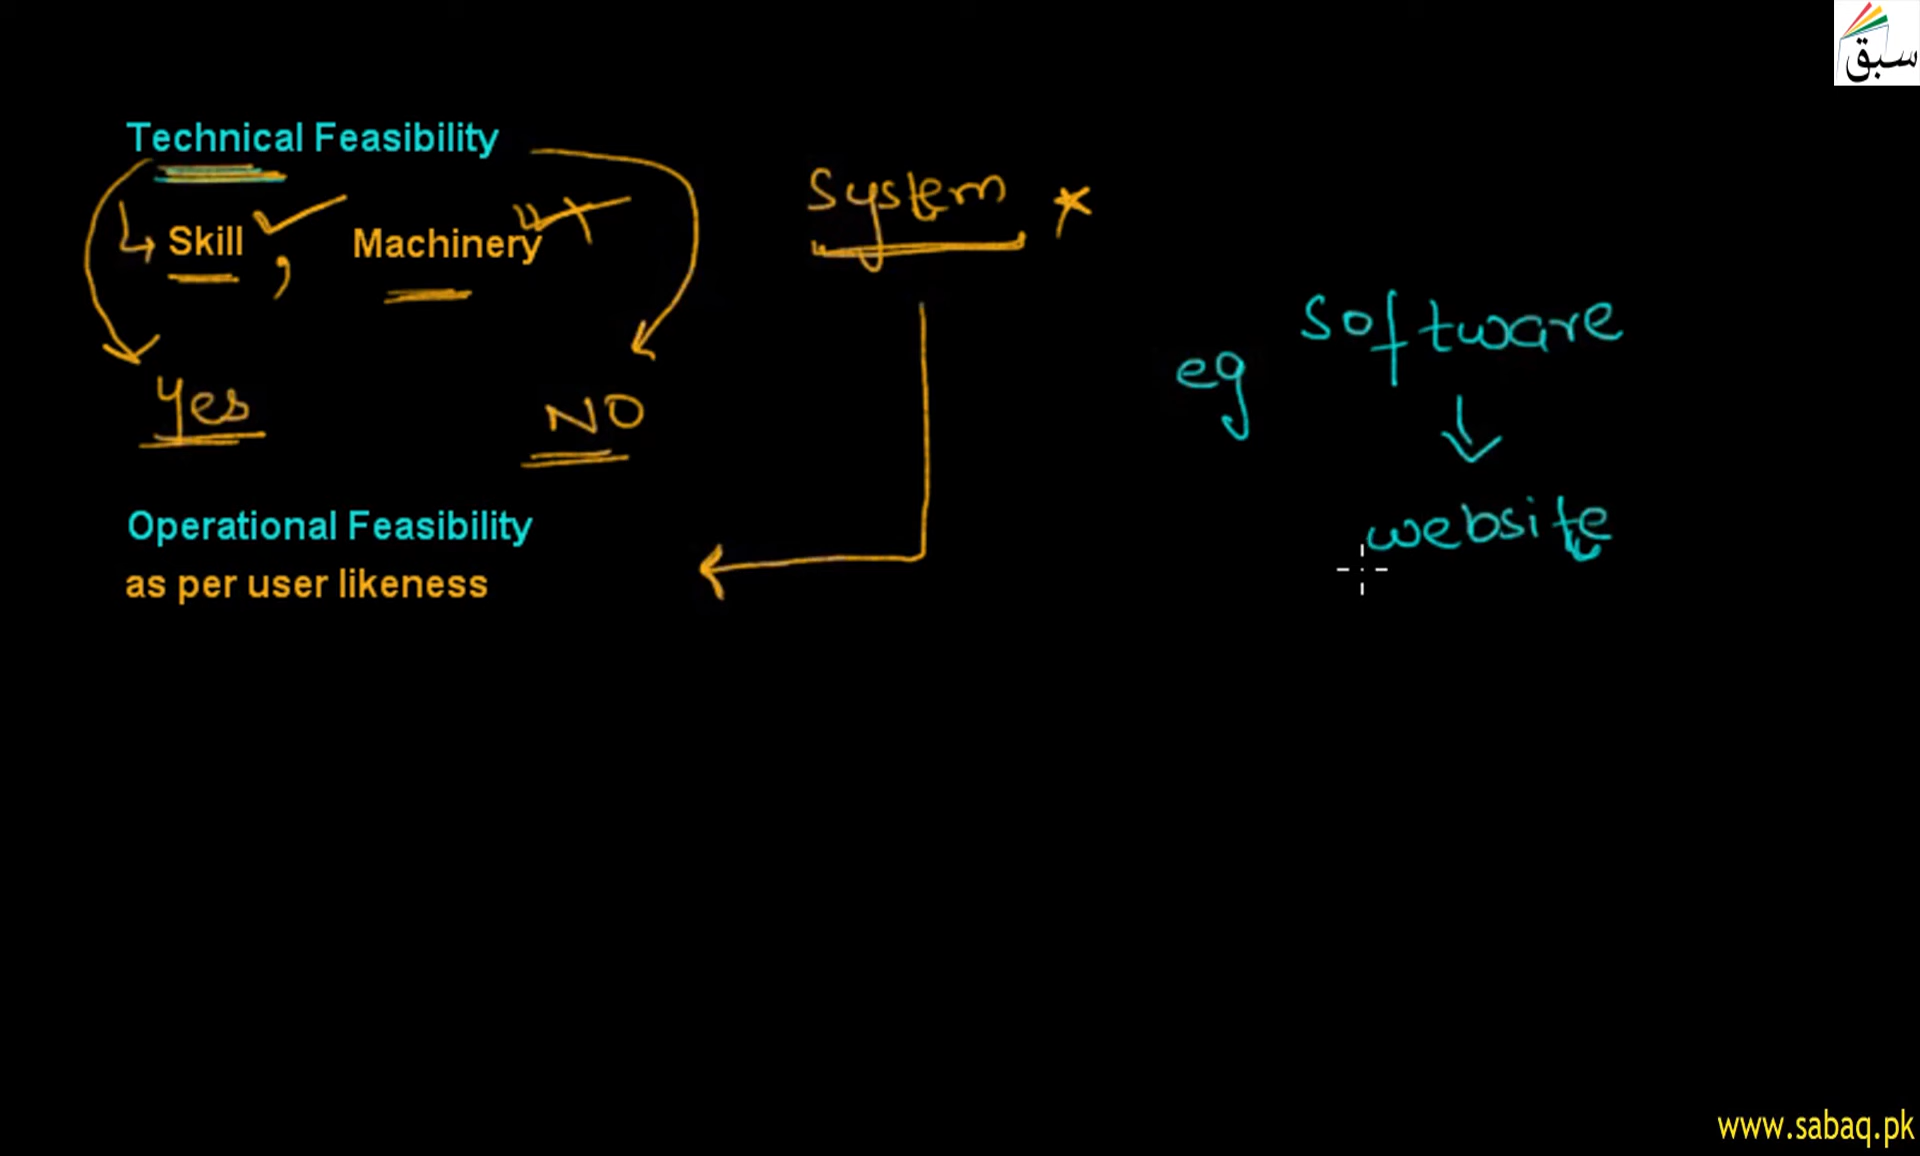 سبق
Technical Feasibility
Skill , Machinery
System
Yes
NO
Operational Feasibility
as per user likeness
eg Software
website
www.sabaq.pk